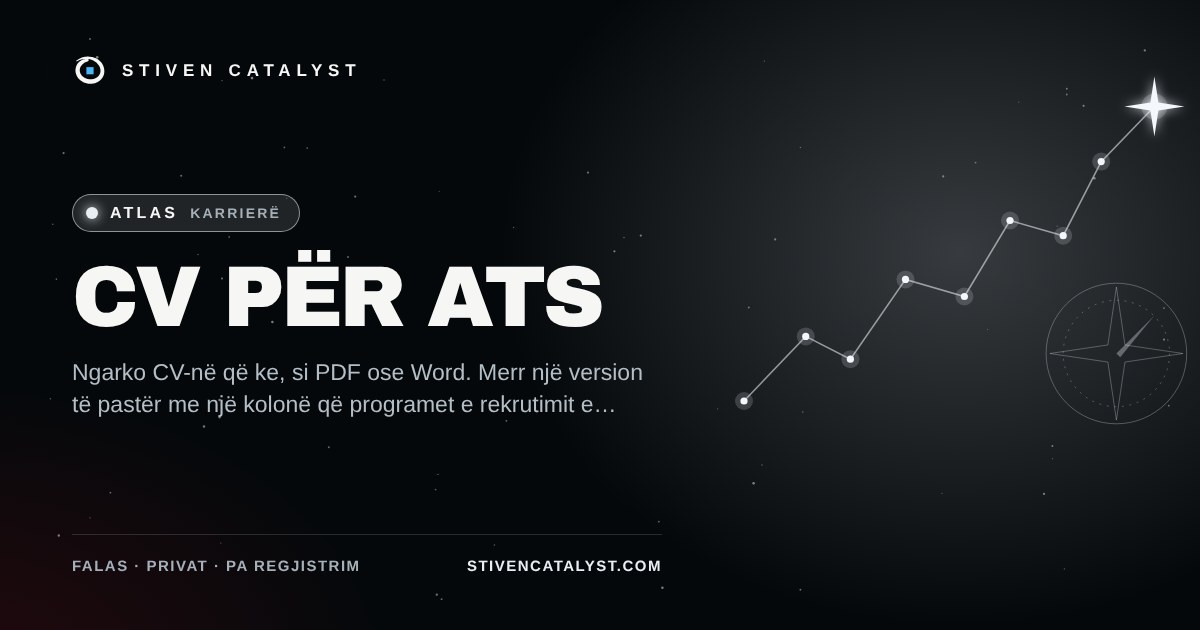 STIVEN CATALYST
ATLAS KARRIERË
CV PËR ATS
Ngarko CV-në që ke, si PDF ose Word. Merr një version
të pastër me një kolonë që programet e rekrutimit e…
FALAS · PRIVAT · PA REGJISTRIM
STIVENCATALYST.COM